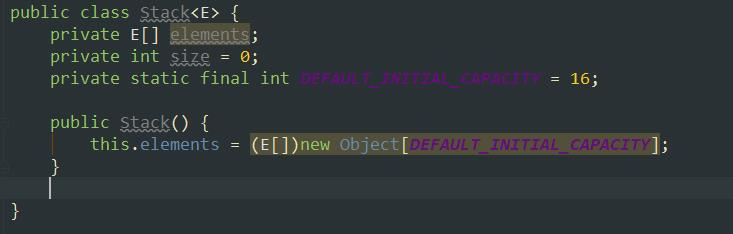 public class Stack<E> {
    private E[] elements;
    private int size = 0;
    private static final int DEFAULT_INITIAL_CAPACITY = 16;
    public Stack() {
        this.elements = (E[])new Object[DEFAULT_INITIAL_CAPACITY];
    }
}